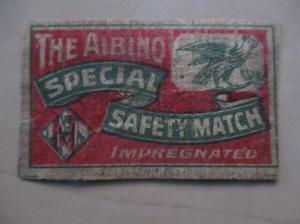 THE AIBINO
SPECIAL
SAFETY MATCH
IMPREGNATED